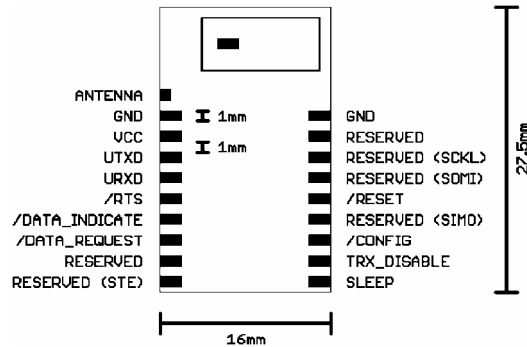 ANTENNA
GND 1mm GND
VCC RESERVED
1mm
UTXD RESERVED (SCKL)
URXD RESERVED (SOMI)
/RTS /RESET
/DATA_INDICATE RESERVED (SIMO)
/DATA_REQUEST /CONFIG
RESERVED TRX_DISABLE
RESERVED (STE) SLEEP
27.5mm
16mm